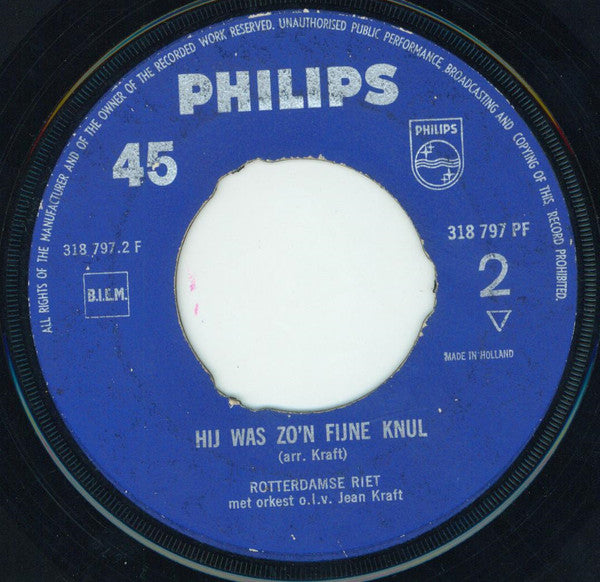 ALL RIGHTS OF THE MANUFACTURER AND OF THE OWNER OF THE RECORDED WORK RESERVED. UNAUTHORISED PUBLIC PERFORMANCE, BROADCASTING AND COPYING OF THIS RECORD PROHIBITED.
PHILIPS
45
PHILIPS
318 797.2 F
318 797 PF
B.I.E.M.
2
MADE IN HOLLAND
HIJ WAS ZO'N FIJNE KNUL
(arr. Kraft)
ROTTERDAMSE RIET
met orkest o.l.v. Jean Kraft